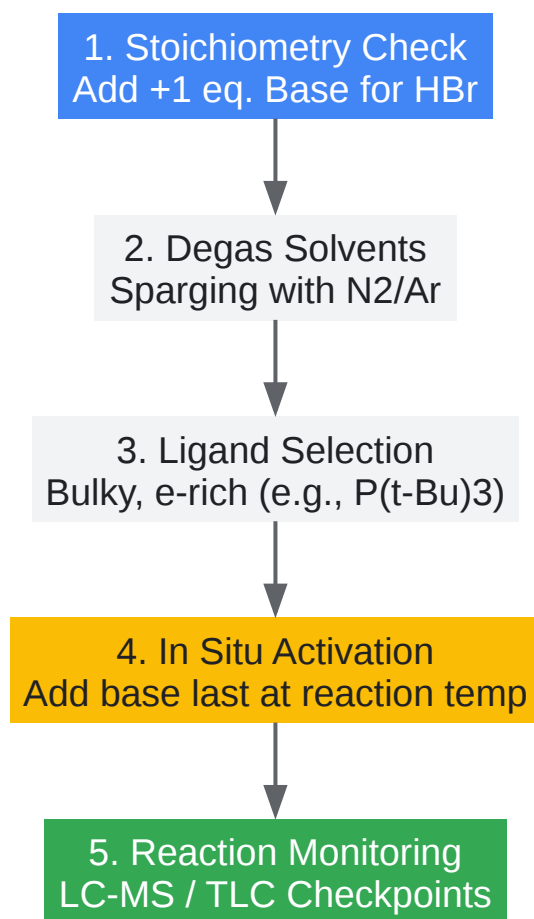 1. Stoichiometry Check
Add +1 eq. Base for HBr
2. Degas Solvents
Sparging with N2/Ar
3. Ligand Selection
Bulky, e-rich (e.g., P(t-Bu)3)
4. In Situ Activation
Add base last at reaction temp
5. Reaction Monitoring
LC-MS / TLC Checkpoints